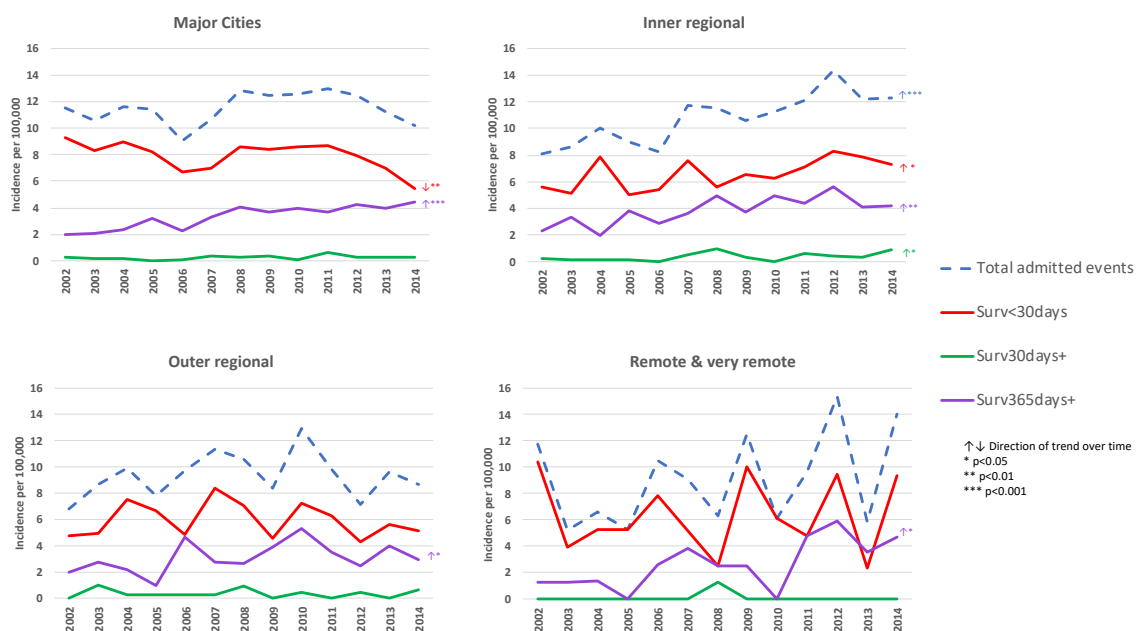 Major Cities
Incidence per 100,000
16
14
12
10
8
6
4
2
0
↓**
↑***
2002 2003 2004 2005 2006 2007 2008 2009 2010 2011 2012 2013 2014
Inner regional
Incidence per 100,000
16
14
12
10
8
6
4
2
0
↑***
↑*
↑**
↑*
2002 2003 2004 2005 2006 2007 2008 2009 2010 2011 2012 2013 2014
Outer regional
Incidence per 100,000
16
14
12
10
8
6
4
2
0
↑*
2002 2003 2004 2005 2006 2007 2008 2009 2010 2011 2012 2013 2014
Remote & very remote
Incidence per 100,000
16
14
12
10
8
6
4
2
0
↑*
2002 2003 2004 2005 2006 2007 2008 2009 2010 2011 2012 2013 2014
Total admitted events
Surv<30days
Surv30days+
Surv365days+
↑↓ Direction of trend over time
* p<0.05
** p<0.01
*** p<0.001